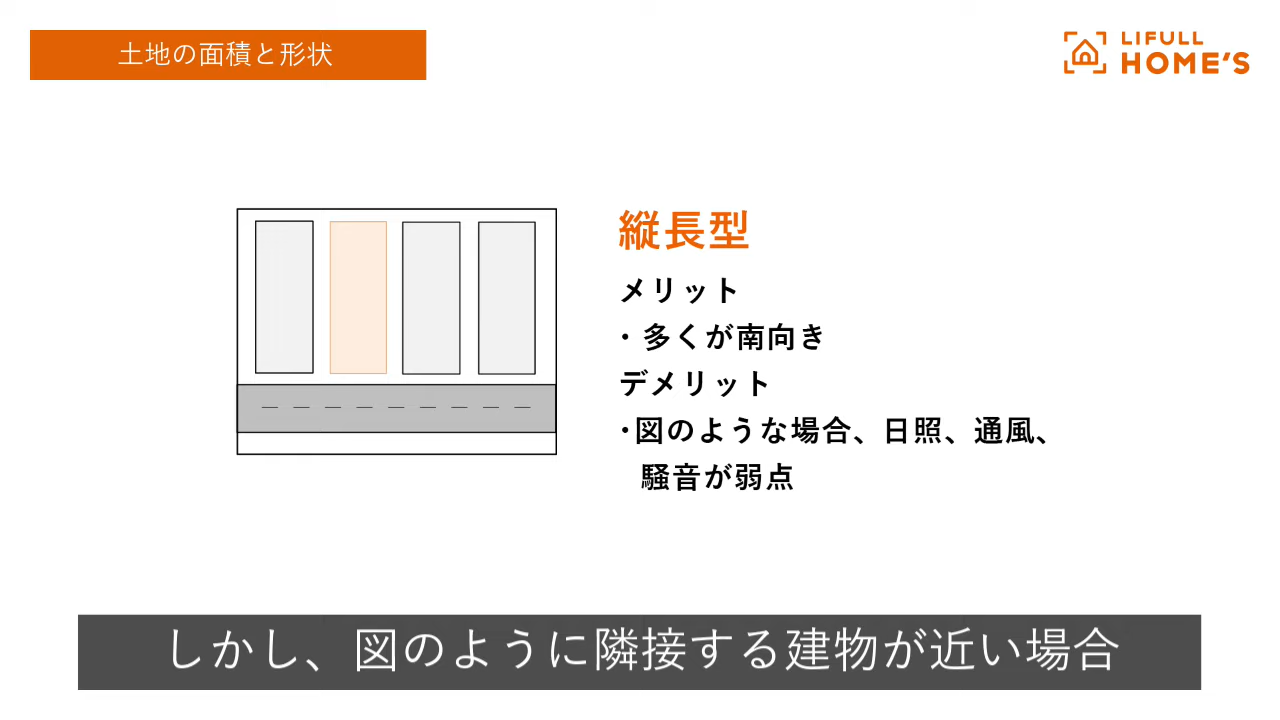 土地の面積と形状
LIFULL
HOME'S
縦長型
メリット
・多くが南向き
デメリット
・図のような場合、日照、通風、
騒音が弱点
しかし、図のように隣接する建物が近い場合